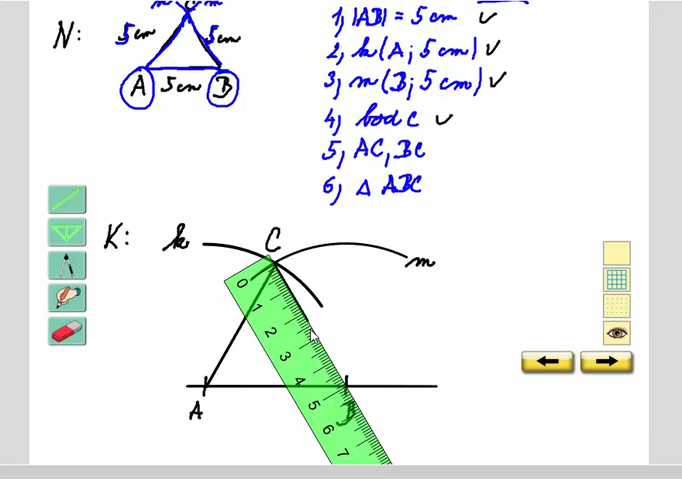 m C m
N: 5cm 5cm
A 5cm B
1, |AB| = 5 cm ✓
2, k (A; 5 cm) ✓
3, m (B; 5 cm) ✓
4, bod C ✓
5, AC, BC
6, △ ABC
K: k C m
0 1 2 3 4 5 6 7
A B